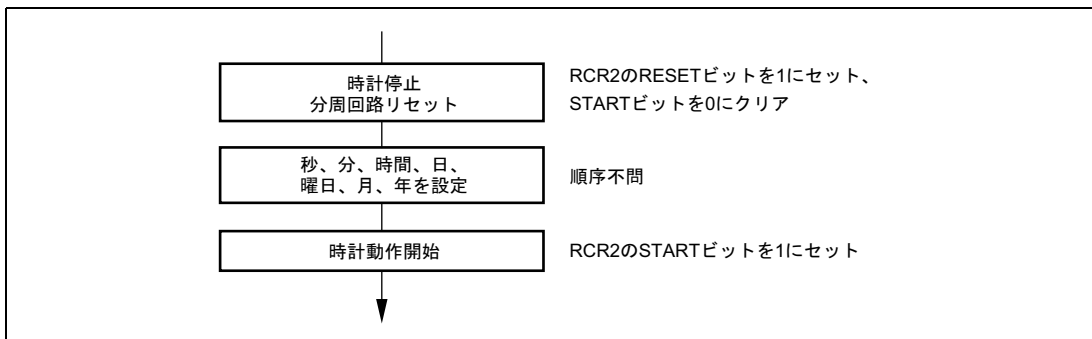 時計停止
分周回路リセット
RCR2のRESETビットを1にセット、
STARTビットを0にクリア
秒、分、時間、日、
曜日、月、年を設定
順序不問
時計動作開始
RCR2のSTARTビットを1にセット